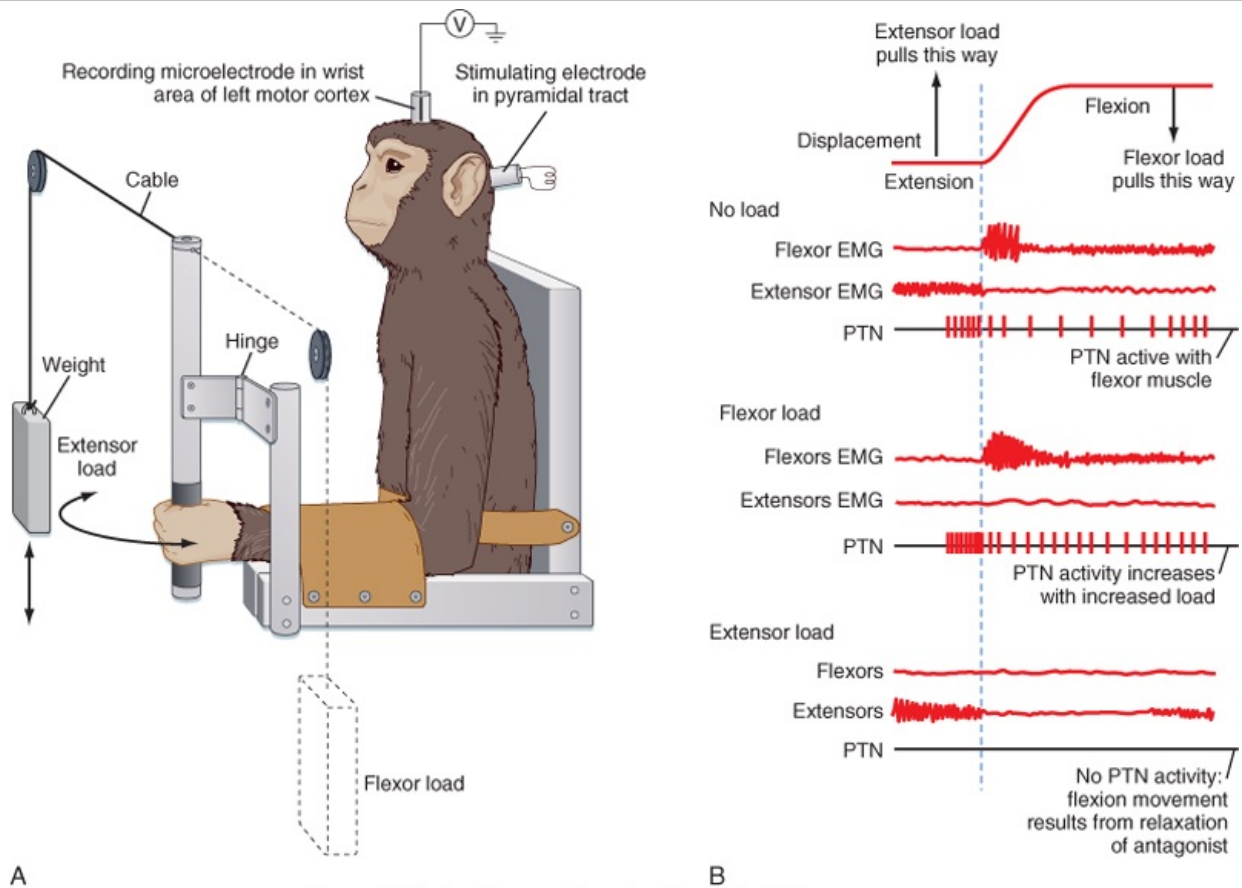 V
Recording microelectrode in wrist
area of left motor cortex
Stimulating electrode
in pyramidal tract
Cable
Hinge
Weight
Extensor
load
Flexor load
A
Extensor load
pulls this way
Displacement
Flexion
Extension
Flexor load
pulls this way
No load
Flexor EMG
Extensor EMG
PTN
PTN active with
flexor muscle
Flexor load
Flexors EMG
Extensors EMG
PTN
PTN activity increases
with increased load
Extensor load
Flexors
Extensors
PTN
No PTN activity:
flexion movement
results from relaxation
of antagonist
B